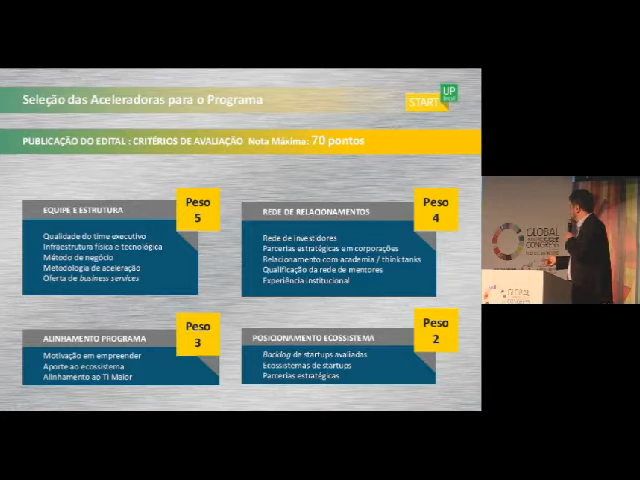 Seleção das Aceleradoras para o Programa
START
UP
PUBLICAÇÃO DO EDITAL : CRITÉRIOS DE AVALIAÇÃO Nota Máxima: 70 pontos
EQUIPE E ESTRUTURA
Peso
5
Qualidade do time executivo
Infraestrutura física e tecnológica
Método de negócio
Metodologia de aceleração
Oferta de business services
REDE DE RELACIONAMENTOS
Peso
4
Rede de investidores
Parcerias estratégicas em corporações
Relacionamento com academia / think tanks
Qualificação da rede de mentores
Experiência institucional
ALINHAMENTO PROGRAMA
Peso
3
Motivação em empreender
Aporte ao ecossistema
Alinhamento ao TI Maior
POSICIONAMENTO ECOSSISTEMA
Peso
2
Backlog de startups avaliadas
Ecossistemas de startups
Parcerias estratégicas
GLOBAL
CONGRESS
GLOBAL